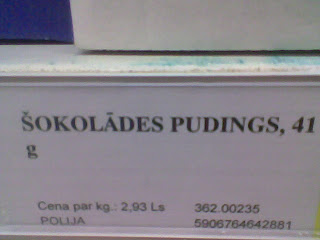 ŠOKOLĀDES PUDINGS, 41
g
Cena par kg.: 2,93 Ls 362.00235
POLIJA 5906764642881